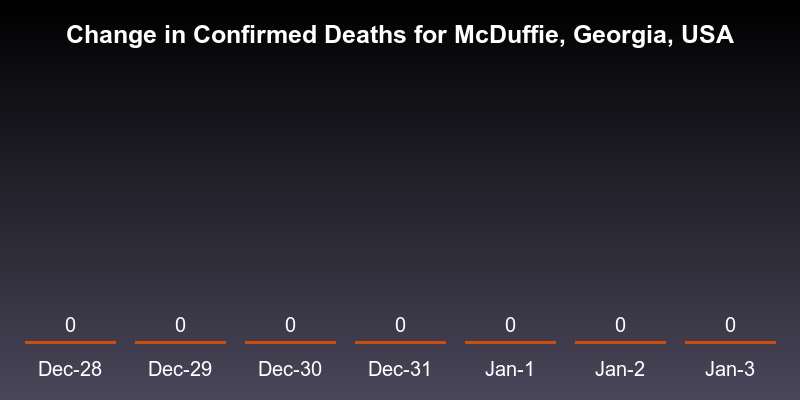 Change in Confirmed Deaths for McDuffie, Georgia, USA
0 0 0 0 0 0 0
Dec-28 Dec-29 Dec-30 Dec-31 Jan-1 Jan-2 Jan-3